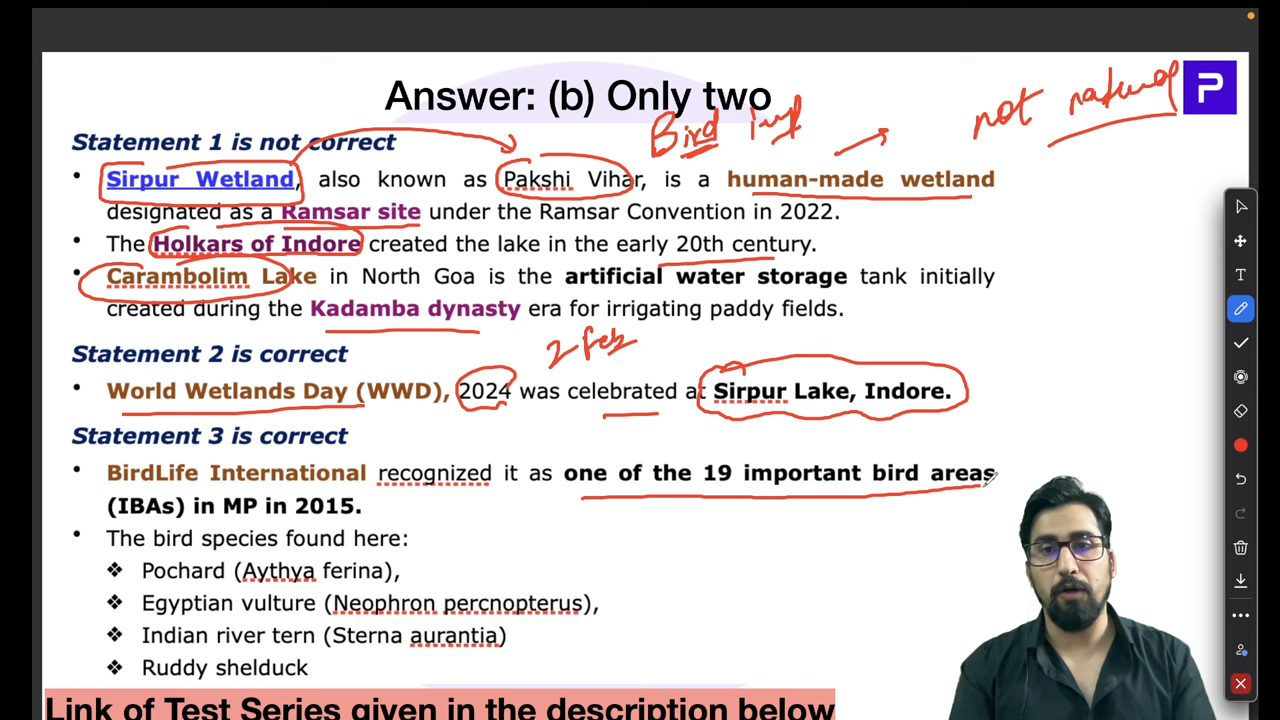 Answer: (b) Only two
not natural
P
Bird imp
Statement 1 is not correct
• Sirpur Wetland, also known as Pakshi Vihar, is a human-made wetland
designated as a Ramsar site under the Ramsar Convention in 2022.
• The Holkars of Indore created the lake in the early 20th century.
• Carambolim Lake in North Goa is the artificial water storage tank initially
created during the Kadamba dynasty era for irrigating paddy fields.
2 Feb
Statement 2 is correct
• World Wetlands Day (WWD), 2024 was celebrated at Sirpur Lake, Indore.
Statement 3 is correct
• BirdLife International recognized it as one of the 19 important bird areas
(IBAs) in MP in 2015.
• The bird species found here:
❖ Pochard (Aythya ferina),
❖ Egyptian vulture (Neophron percnopterus),
❖ Indian river tern (Sterna aurantia)
❖ Ruddy shelduck
Link of Test Series given in the description below